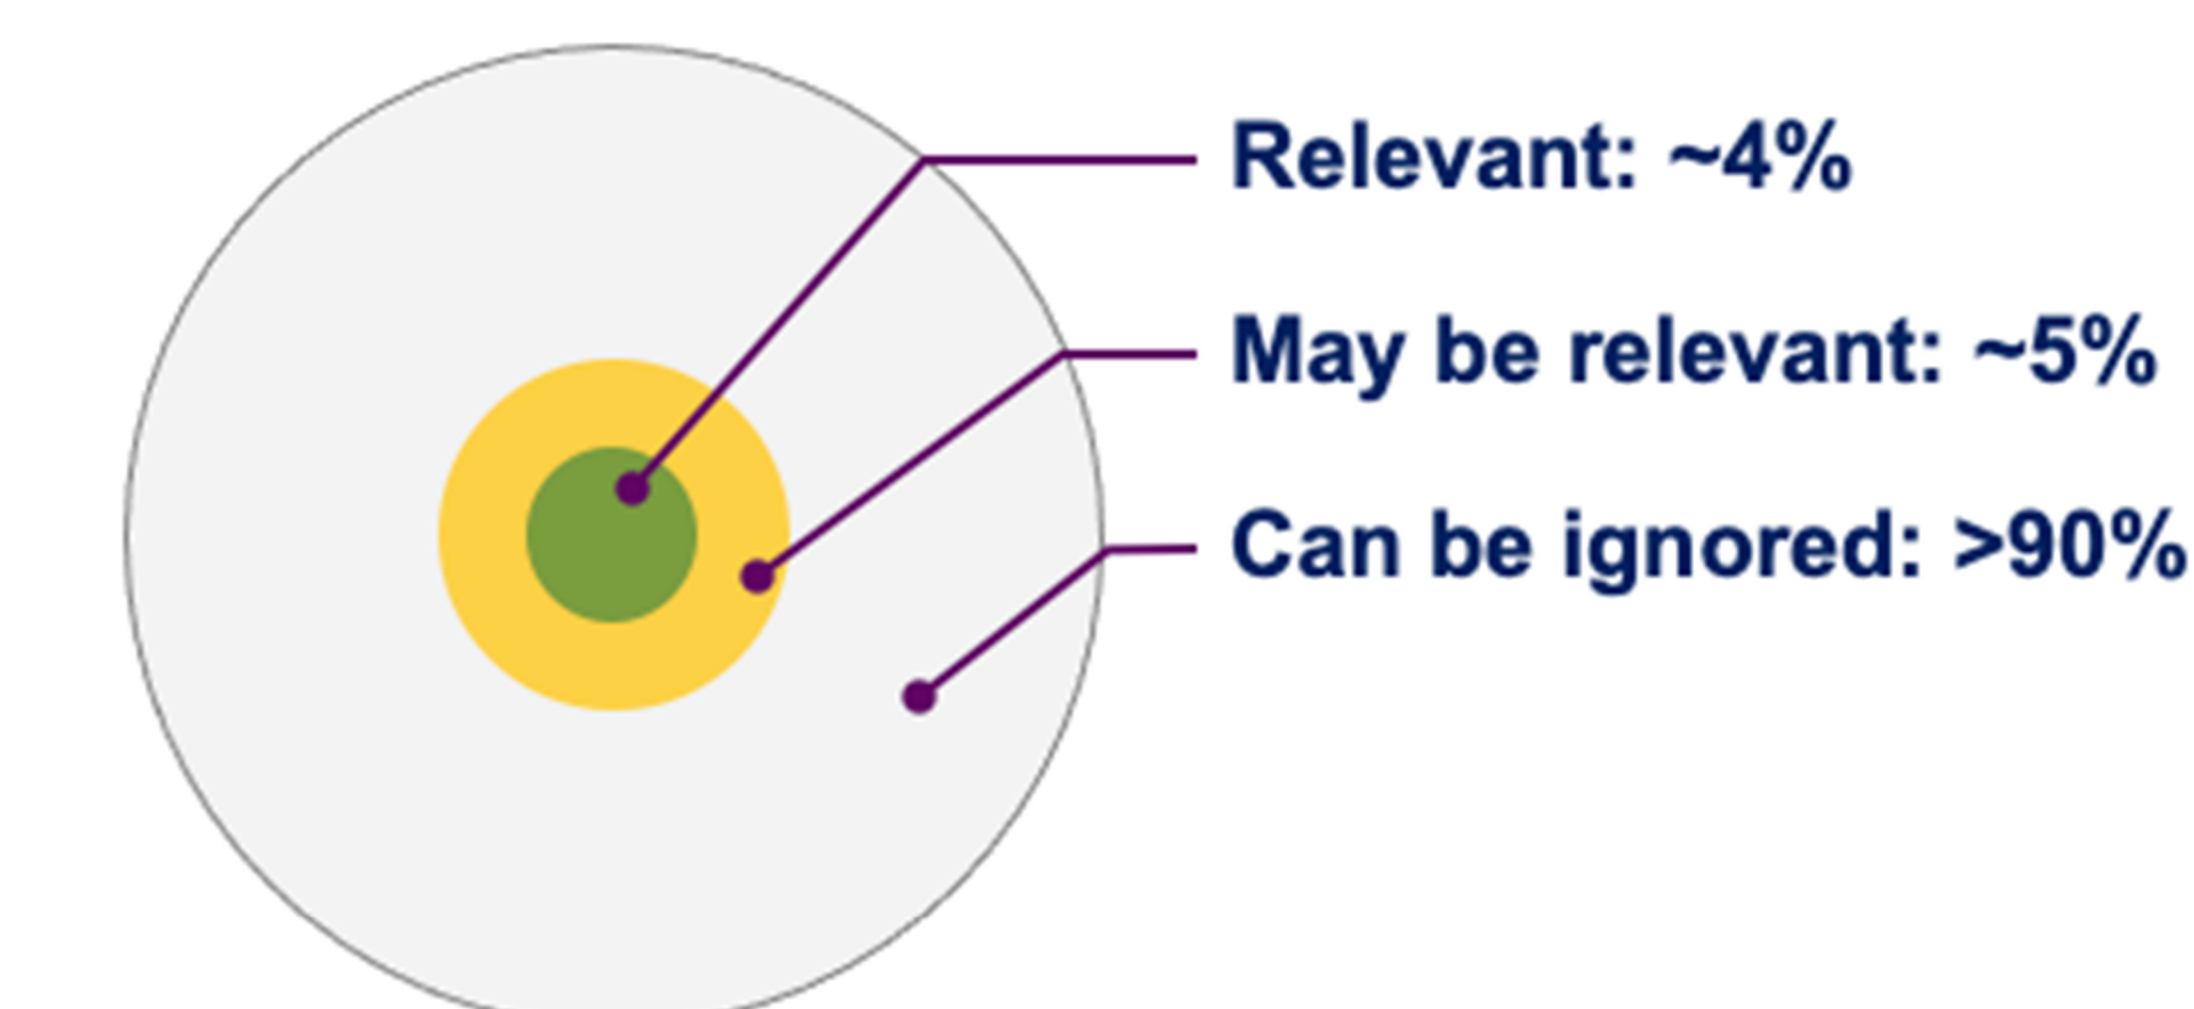 Relevant: ~4%
May be relevant: ~5%
Can be ignored: >90%